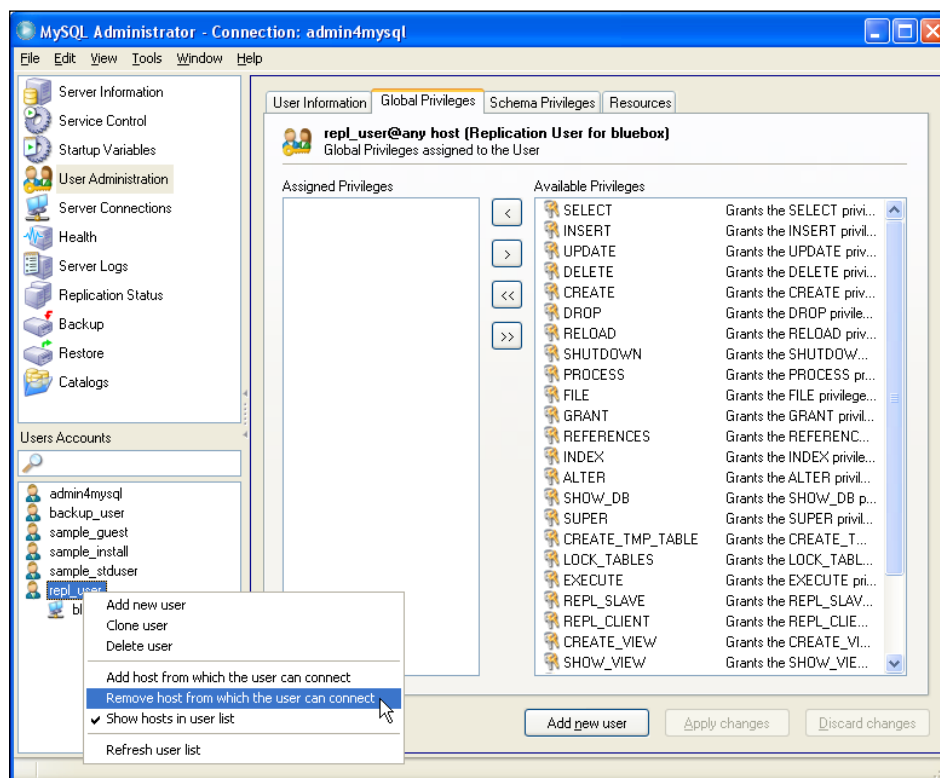 MySQL Administrator - Connection: admin4mysql
File Edit View Tools Window Help
Server Information
Service Control
Startup Variables
User Administration
Server Connections
Health
Server Logs
Replication Status
Backup
Restore
Catalogs
Users Accounts
admin4mysql
backup_user
sample_guest
sample_install
sample_stduser
repl_user
bl
Add new user
Clone user
Delete user
Add host from which the user can connect
Remove host from which the user can connect
Show hosts in user list
Refresh user list
User Information Global Privileges Schema Privileges Resources
repl_user@any host (Replication User for bluebox)
Global Privileges assigned to the User
Assigned Privileges
<
>
<<
>>
Available Privileges
SELECT Grants the SELECT privi...
INSERT Grants the INSERT privil...
UPDATE Grants the UPDATE priv...
DELETE Grants the DELETE privi...
CREATE Grants the CREATE priv...
DROP Grants the DROP privile...
RELOAD Grants the RELOAD priv...
SHUTDOWN Grants the SHUTDOW...
PROCESS Grants the PROCESS pr...
FILE Grants the FILE privilege...
GRANT Grants the GRANT privil...
REFERENCES Grants the REFERENC...
INDEX Grants the INDEX privile...
ALTER Grants the ALTER privil...
SHOW_DB Grants the SHOW_DB p...
SUPER Grants the SUPER privil...
CREATE_TMP_TABLE Grants the CREATE_T...
LOCK_TABLES Grants the LOCK_TABL...
EXECUTE Grants the EXECUTE pri...
REPL_SLAVE Grants the REPL_SLAV...
REPL_CLIENT Grants the REPL_CLIE...
CREATE_VIEW Grants the CREATE_VI...
SHOW_VIEW Grants the SHOW_VIE...
Add new user Apply changes Discard changes